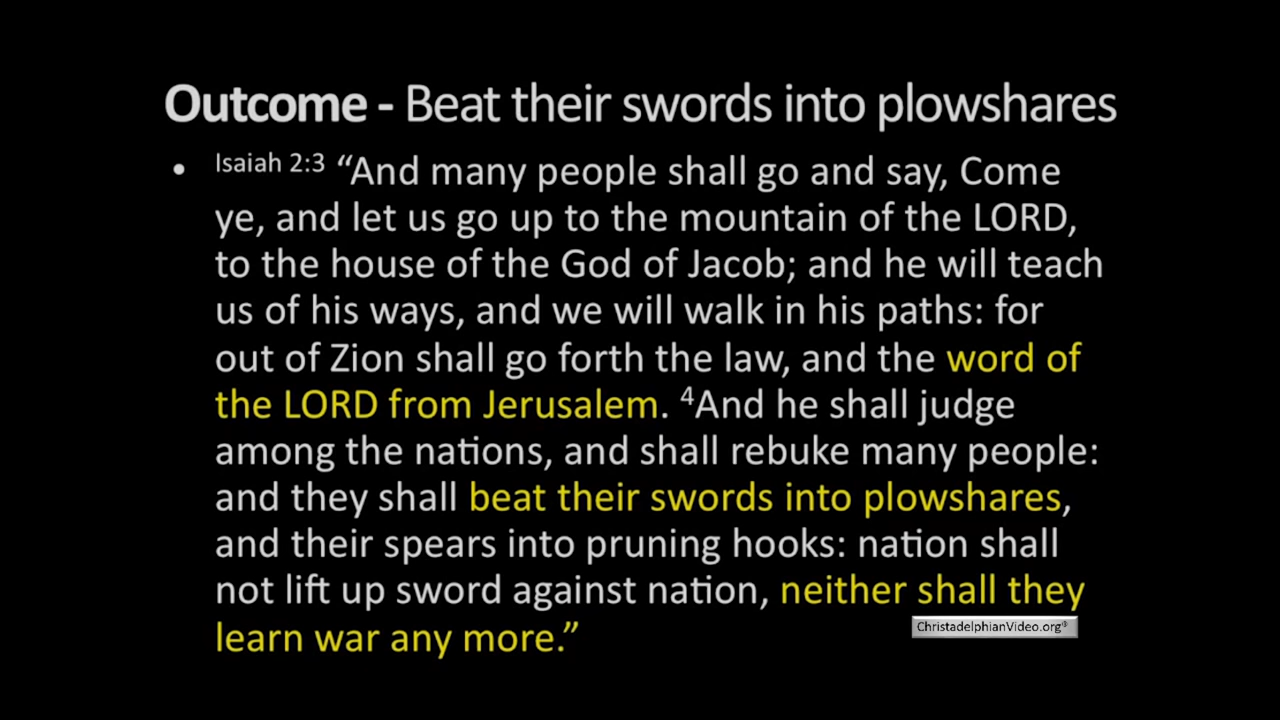 Outcome - Beat their swords into plowshares
• Isaiah 2:3 “And many people shall go and say, Come
ye, and let us go up to the mountain of the LORD,
to the house of the God of Jacob; and he will teach
us of his ways, and we will walk in his paths: for
out of Zion shall go forth the law, and the word of
the LORD from Jerusalem. 4And he shall judge
among the nations, and shall rebuke many people:
and they shall beat their swords into plowshares,
and their spears into pruning hooks: nation shall
not lift up sword against nation, neither shall they
learn war any more.”
ChristadelphianVideo.org®